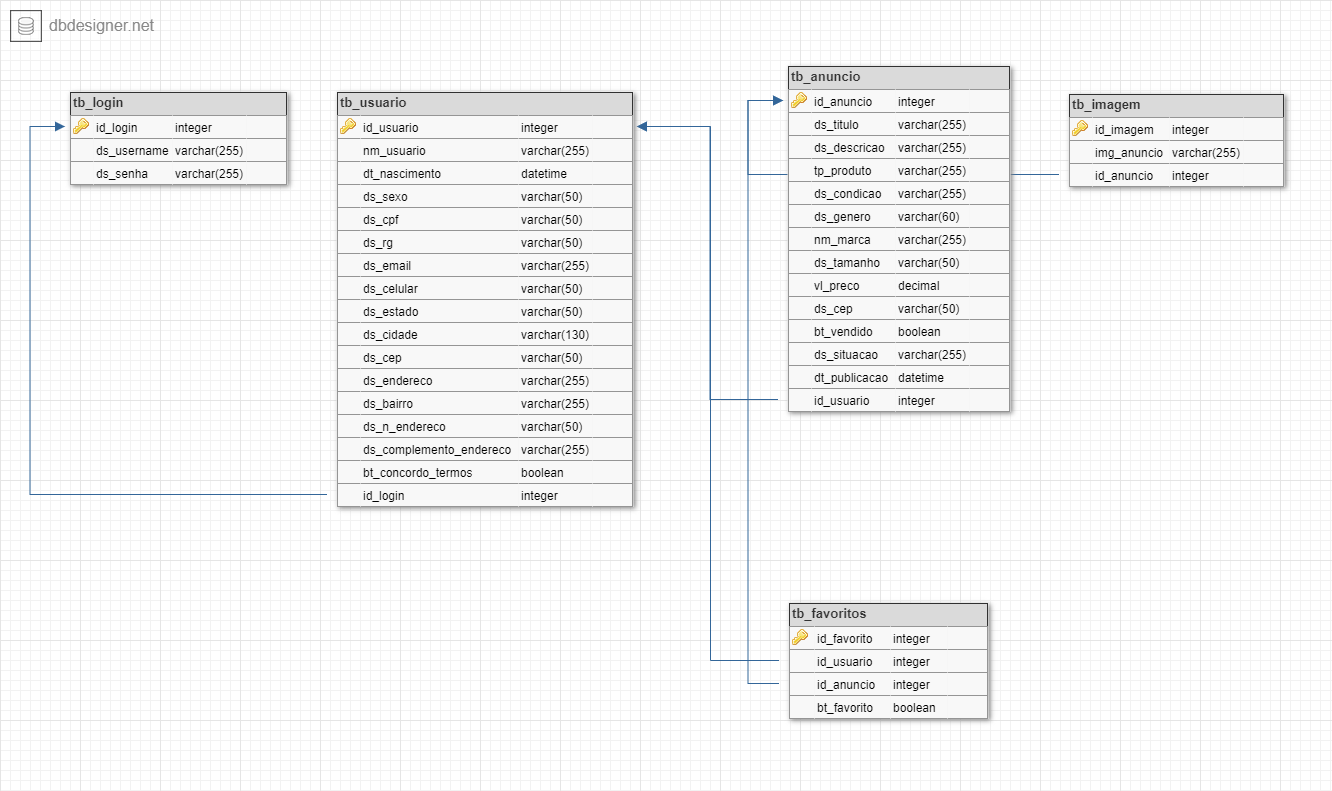 dbdesigner.net
tb_login
id_login integer
ds_username varchar(255)
ds_senha varchar(255)
tb_usuario
id_usuario integer
nm_usuario varchar(255)
dt_nascimento datetime
ds_sexo varchar(50)
ds_cpf varchar(50)
ds_rg varchar(50)
ds_email varchar(255)
ds_celular varchar(50)
ds_estado varchar(50)
ds_cidade varchar(130)
ds_cep varchar(50)
ds_endereco varchar(255)
ds_bairro varchar(255)
ds_n_endereco varchar(50)
ds_complemento_endereco varchar(255)
bt_concordo_termos boolean
id_login integer
tb_anuncio
id_anuncio integer
ds_titulo varchar(255)
ds_descricao varchar(255)
tp_produto varchar(255)
ds_condicao varchar(255)
ds_genero varchar(60)
nm_marca varchar(255)
ds_tamanho varchar(50)
vl_preco decimal
ds_cep varchar(50)
bt_vendido boolean
ds_situacao varchar(255)
dt_publicacao datetime
id_usuario integer
tb_imagem
id_imagem integer
img_anuncio varchar(255)
id_anuncio integer
tb_favoritos
id_favorito integer
id_usuario integer
id_anuncio integer
bt_favorito boolean